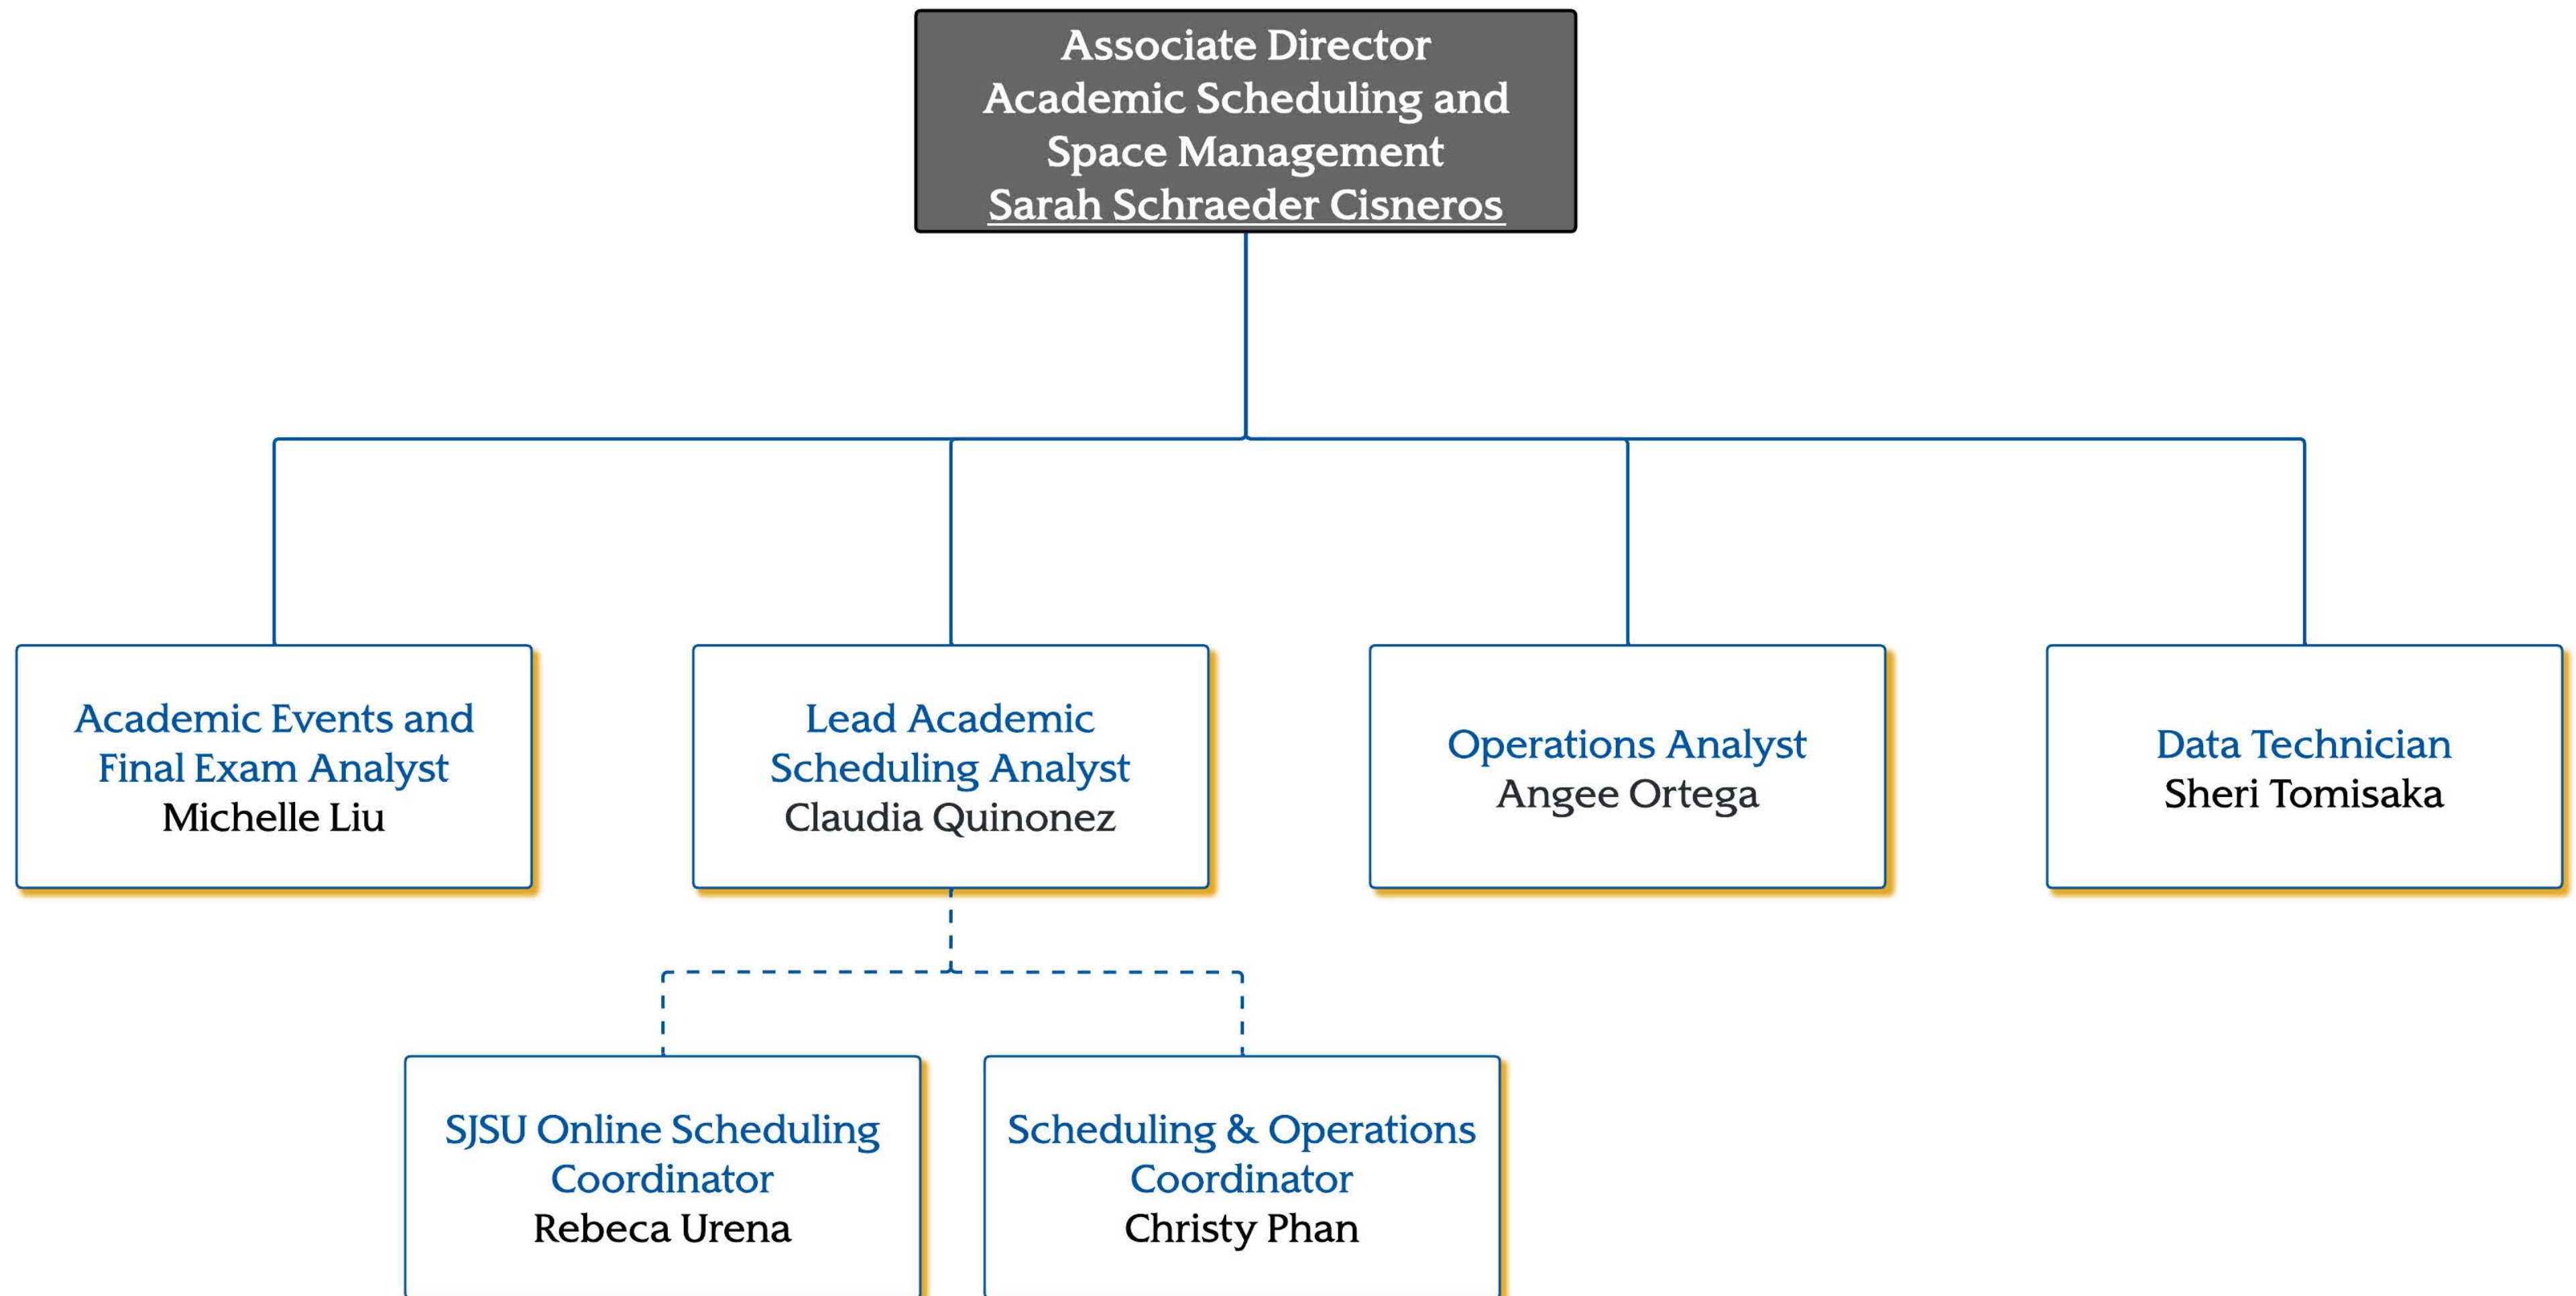 Associate Director
Academic Scheduling and
Space Management
Sarah Schraeder Cisneros
Academic Events and
Final Exam Analyst
Michelle Liu
Lead Academic
Scheduling Analyst
Claudia Quinonez
Operations Analyst
Angee Ortega
Data Technician
Sheri Tomisaka
SJSU Online Scheduling
Coordinator
Rebeca Urena
Scheduling & Operations
Coordinator
Christy Phan